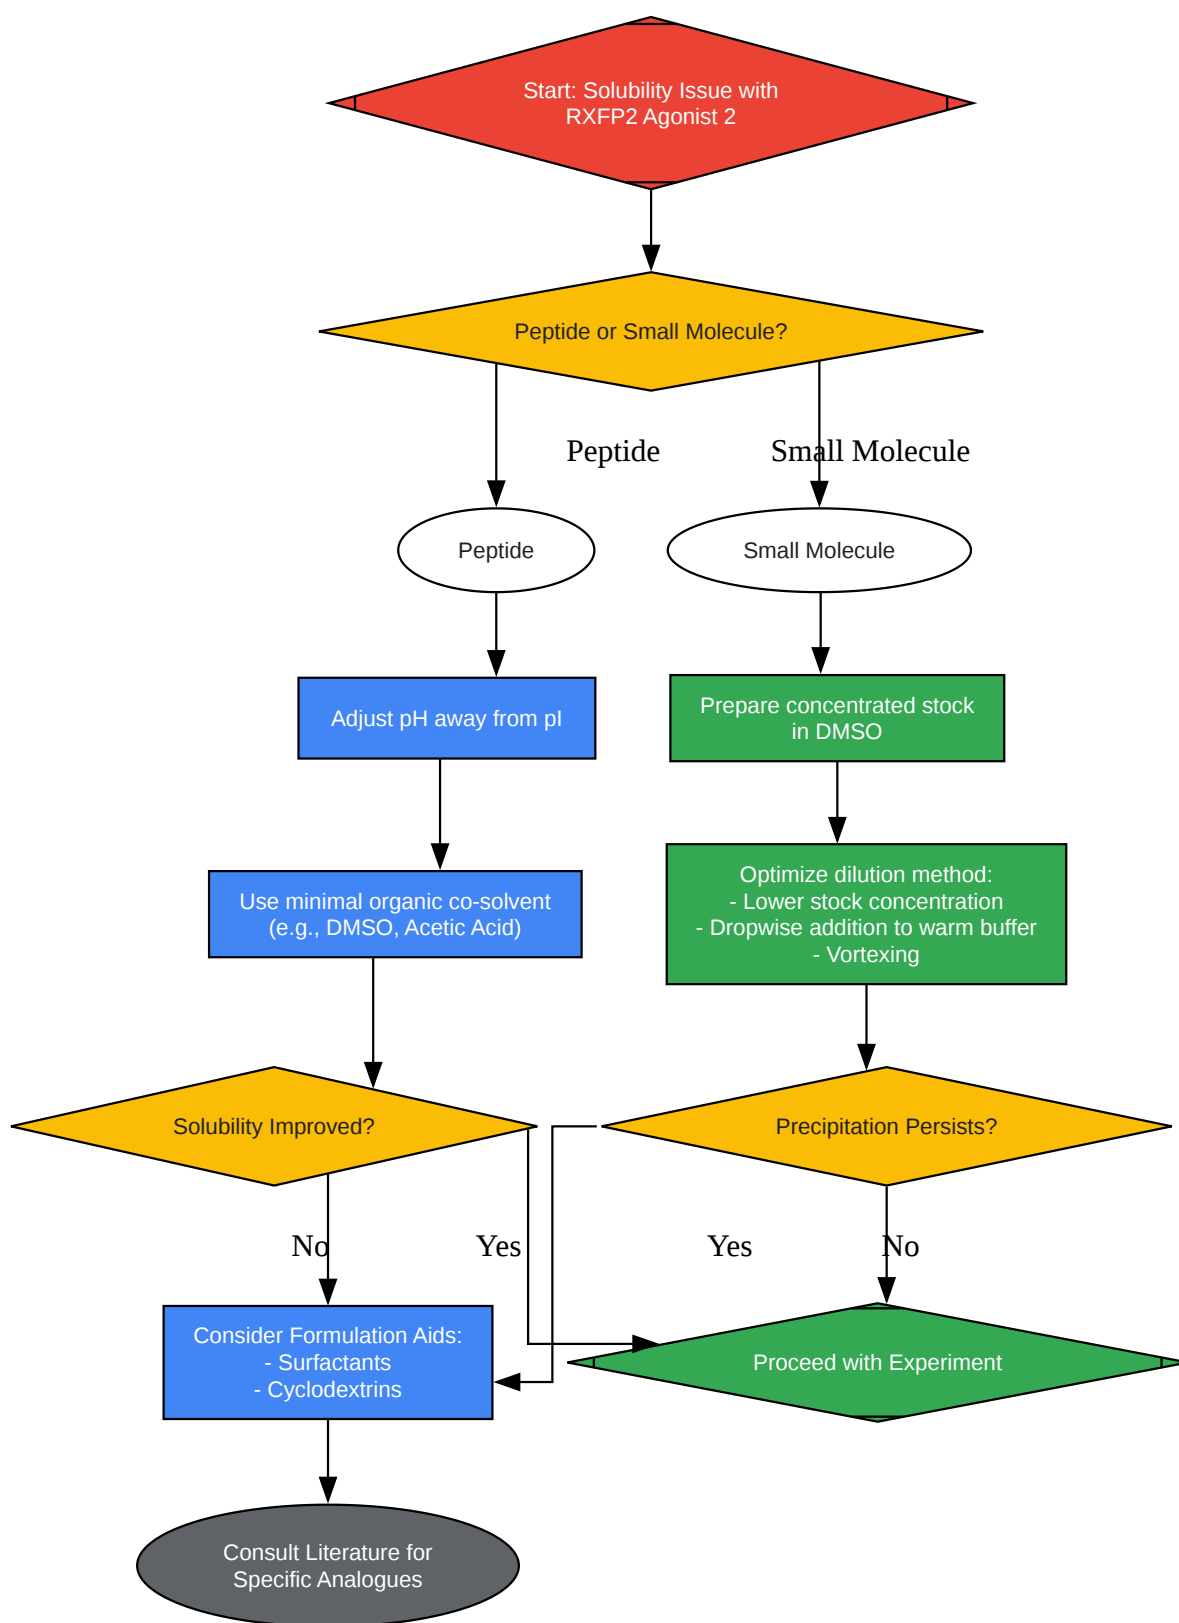 Start: Solubility Issue with
RXFP2 Agonist 2
Peptide or Small Molecule?
Peptide
Small Molecule
Peptide
Small Molecule
Adjust pH away from pI
Prepare concentrated stock
in DMSO
Use minimal organic co-solvent
(e.g., DMSO, Acetic Acid)
Optimize dilution method:
- Lower stock concentration
- Dropwise addition to warm buffer
- Vortexing
Solubility Improved?
Precipitation Persists?
No
Yes
Yes
No
Consider Formulation Aids:
- Surfactants
- Cyclodextrins
Proceed with Experiment
Consult Literature for
Specific Analogues